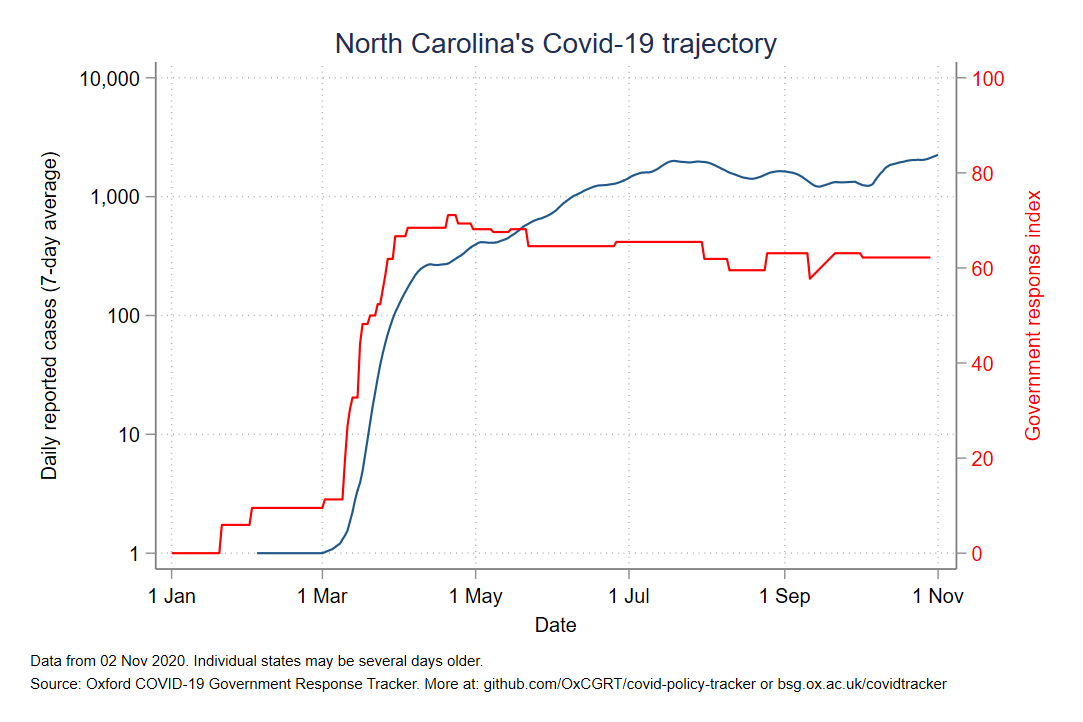 North Carolina's Covid-19 trajectory
Daily reported cases (7-day average)
10,000
1,000
100
10
1
100
80
60
40
20
0
Government response index
1 Jan
1 Mar
1 May
1 Jul
1 Sep
1 Nov
Date
Data from 02 Nov 2020. Individual states may be several days older.
Source: Oxford COVID-19 Government Response Tracker. More at: github.com/OxCGRT/covid-policy-tracker or bsg.ox.ac.uk/covidtracker